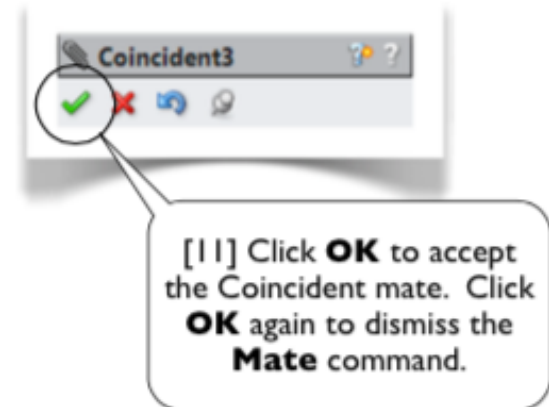 Coincident3
[11] Click OK to accept
the Coincident mate. Click
OK again to dismiss the
Mate command.